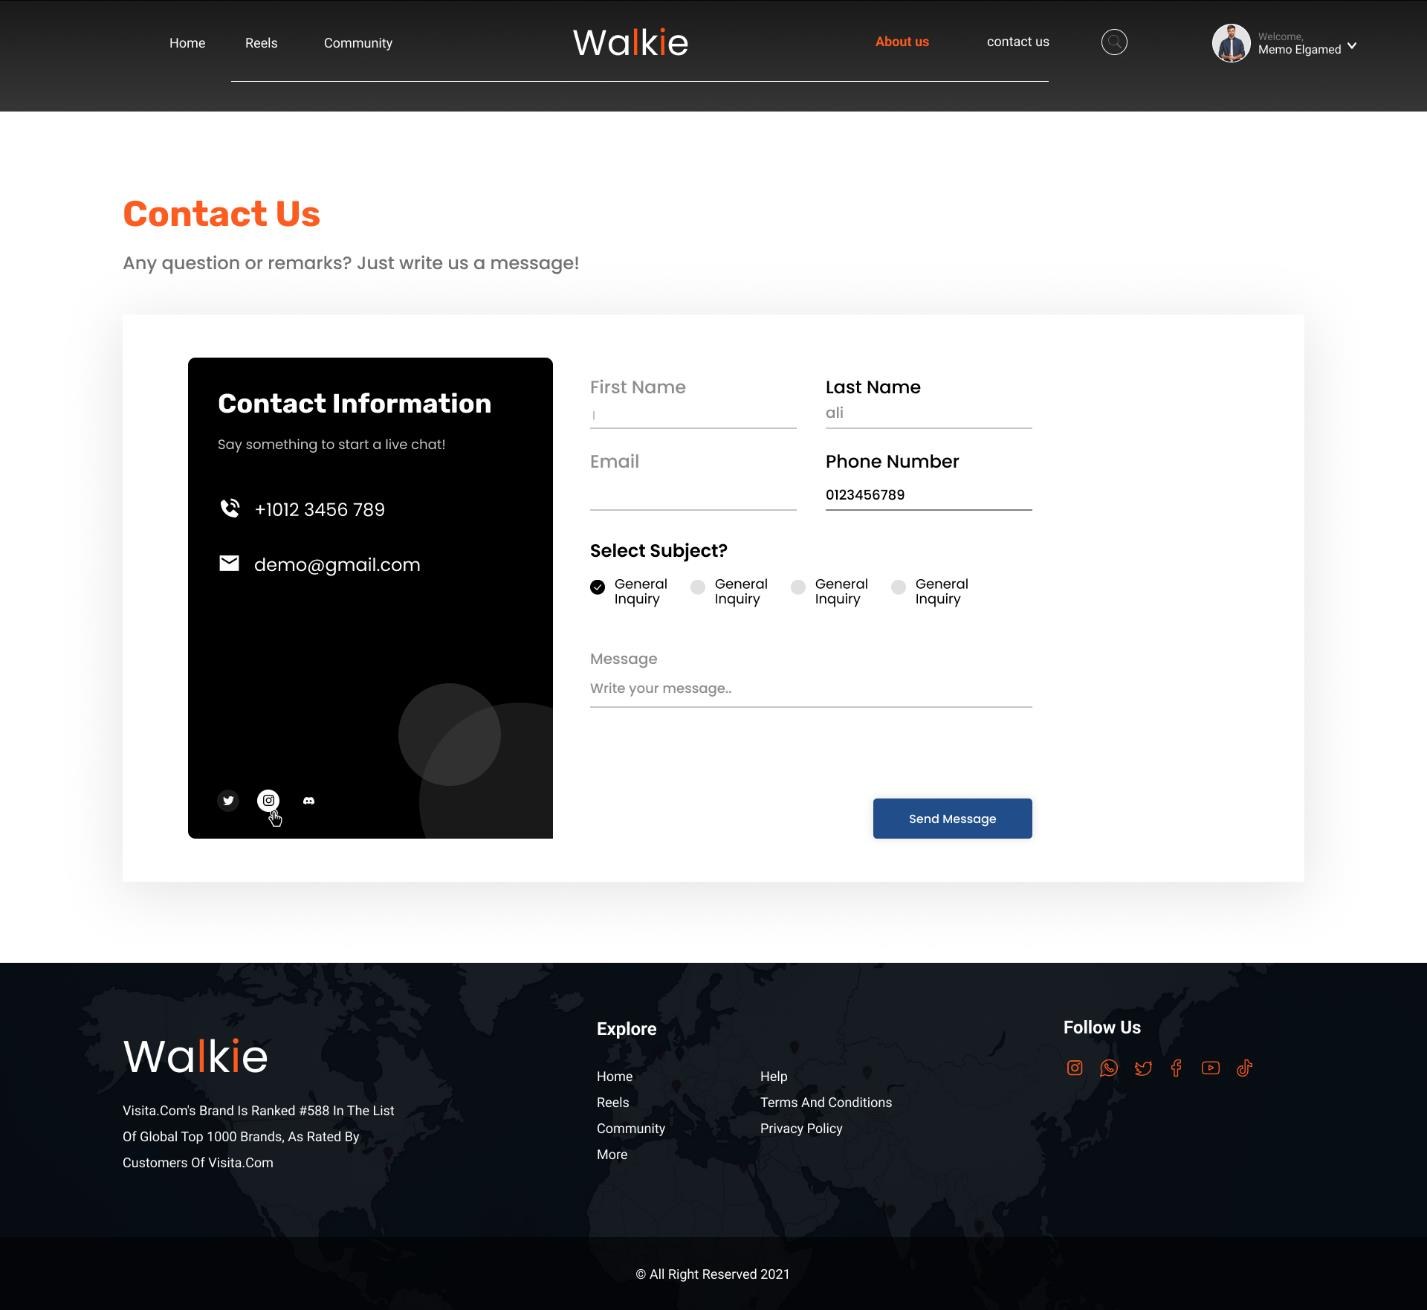 Home
Reels
Community
Walkie
About us
contact us
Welcome,
Memo Elgamed
Contact Us
Any question or remarks? Just write us a message!
Contact Information
Say something to start a live chat!
+1012 3456 789
demo@gmail.com
First Name
Last Name
ali
Email
Phone Number
0123456789
Select Subject?
General
Inquiry
General
Inquiry
General
Inquiry
General
Inquiry
Message
Write your message..
Send Message
Walkie
Visita.Com's Brand Is Ranked #588 In The List
Of Global Top 1000 Brands, As Rated By
Customers Of Visita.Com
Explore
Home
Reels
Community
More
Help
Terms And Conditions
Privacy Policy
Follow Us
© All Right Reserved 2021